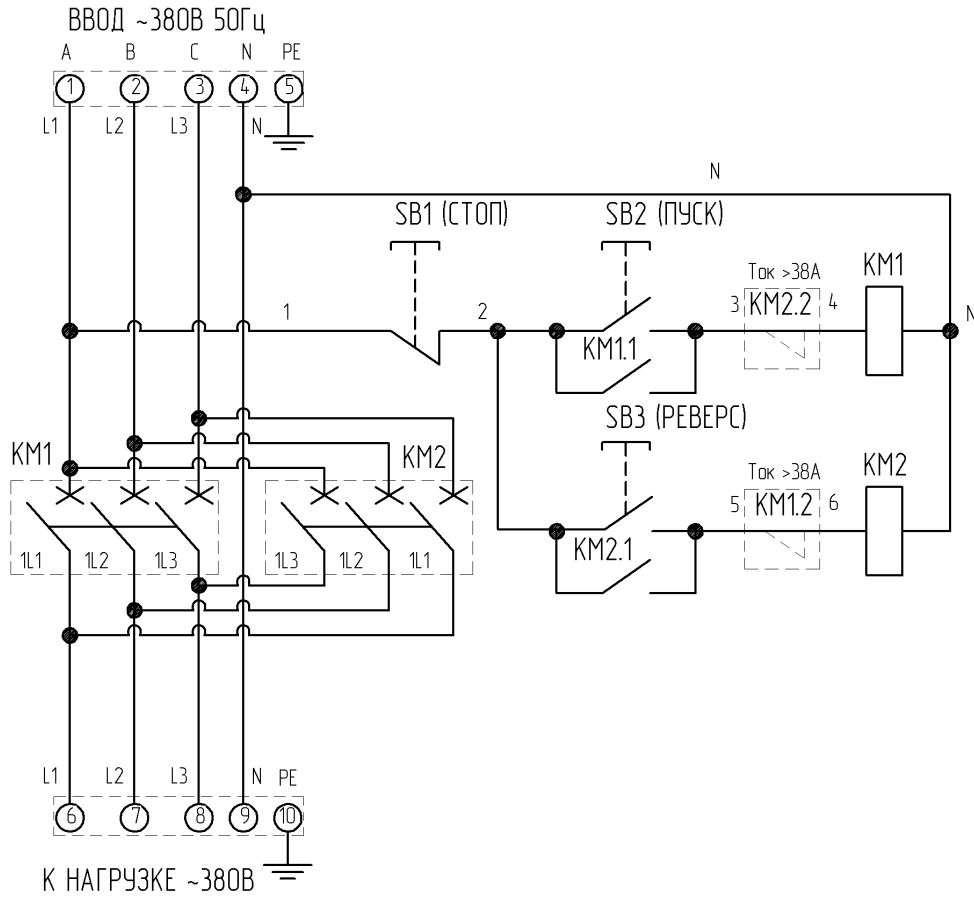 ВВОД ~380В 50Гц
A B C N PE
1 2 3 4 5
L1 L2 L3 N
N
SB1 (СТОП) SB2 (ПУСК)
Ток >38А KM1
1 2 3 KM2.2 4 N
KM1.1
SB3 (РЕВЕРС)
KM1 KM2 Ток >38А KM2
5 KM1.2 6
KM2.1
1L1 1L2 1L3 1L3 1L2 1L1
L1 L2 L3 N PE
6 7 8 9 10
К НАГРУЗКЕ ~380В